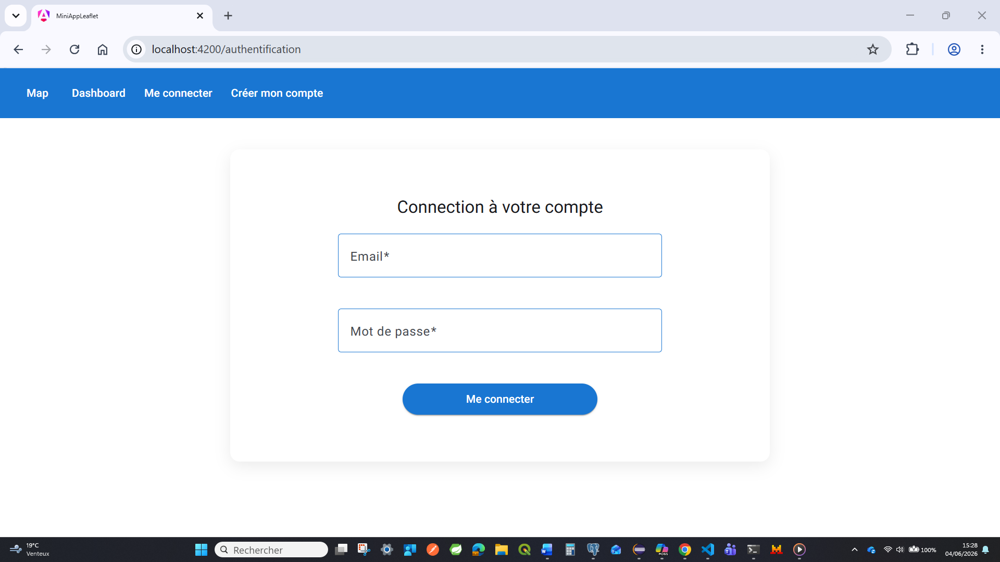 MiniAppLeaflet
localhost:4200/authentification
Map Dashboard Me connecter Créer mon compte
Connection à votre compte
Email*
Mot de passe*
Me connecter
19°C
Venteux
Rechercher
M365
100%
15:28
04/06/2026